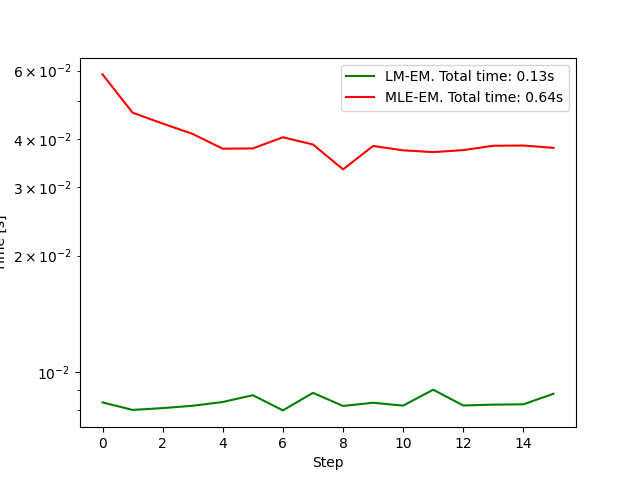 LM-EM. Total time: 0.13s
MLE-EM. Total time: 0.64s
6 × 10⁻²
4 × 10⁻²
3 × 10⁻²
2 × 10⁻²
10⁻²
0 2 4 6 8 10 12 14
Step